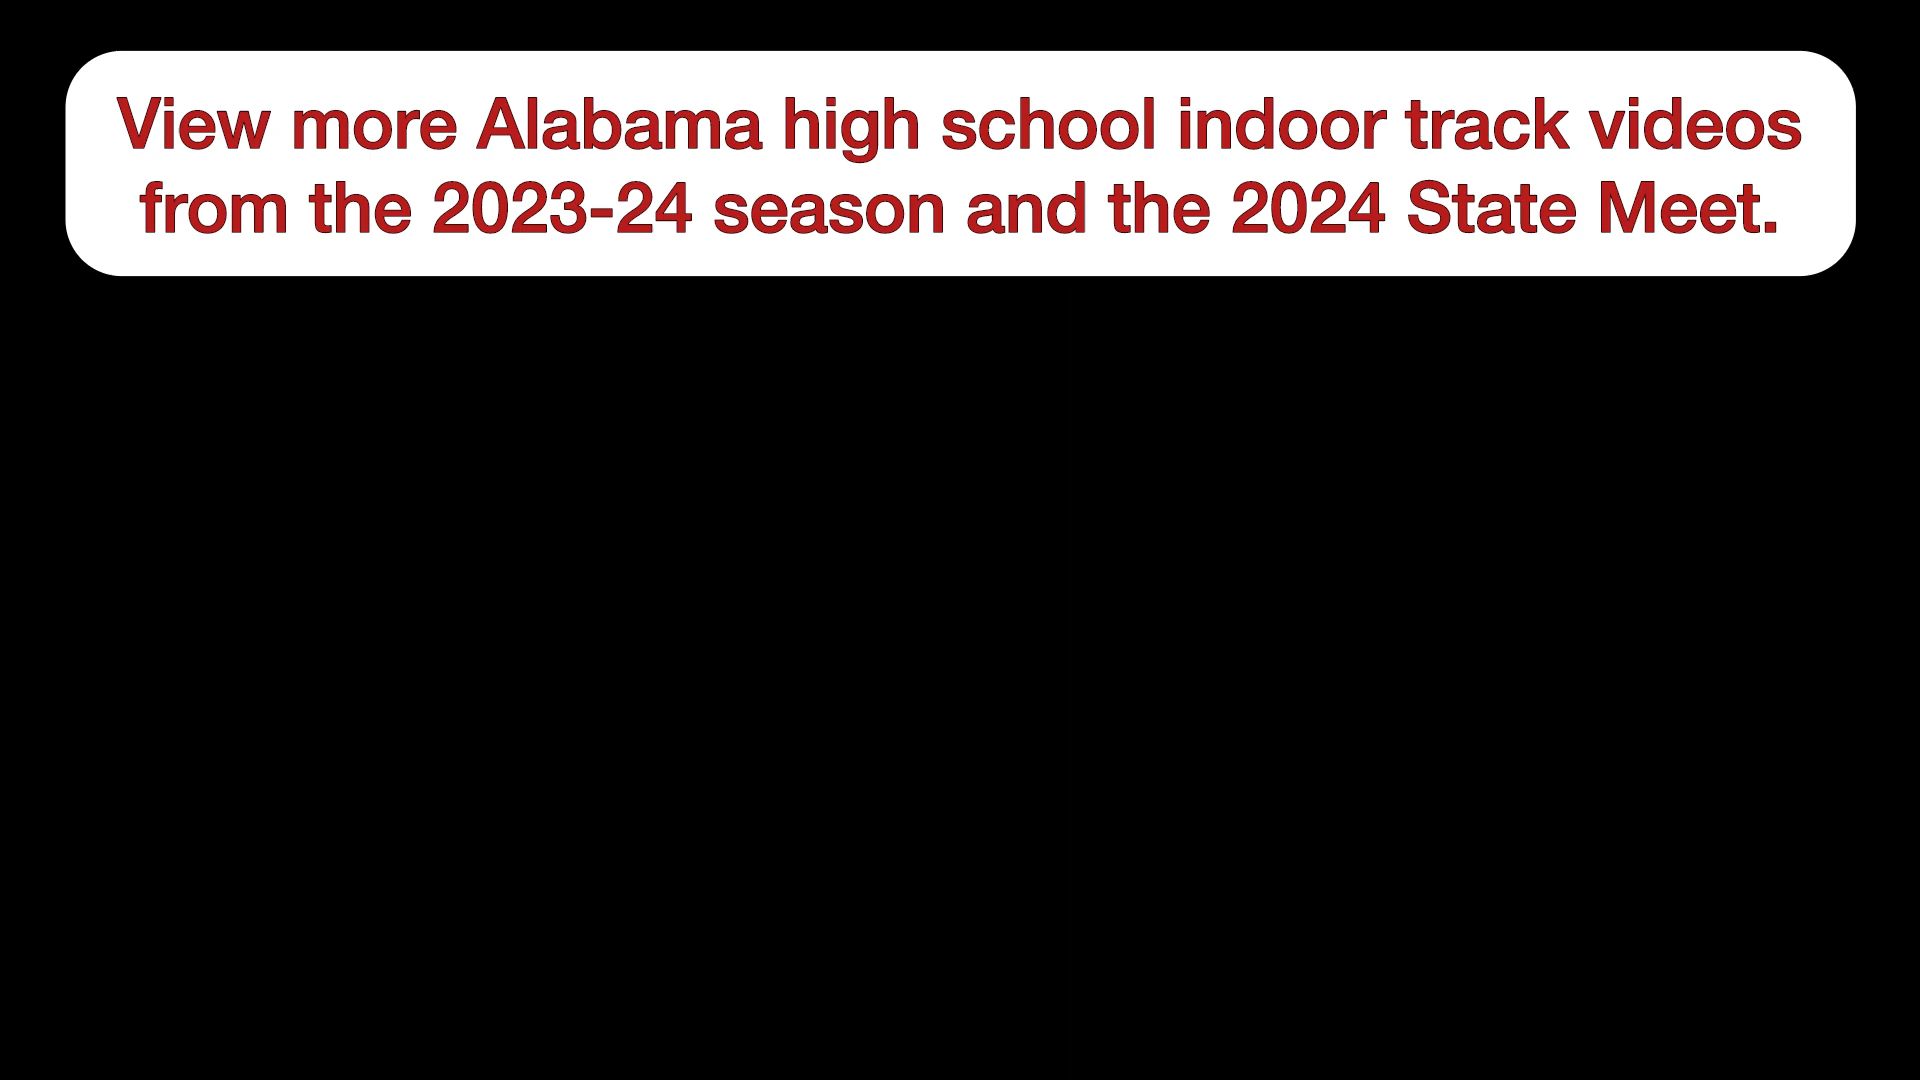 View more Alabama high school indoor track videos
from the 2023-24 season and the 2024 State Meet.